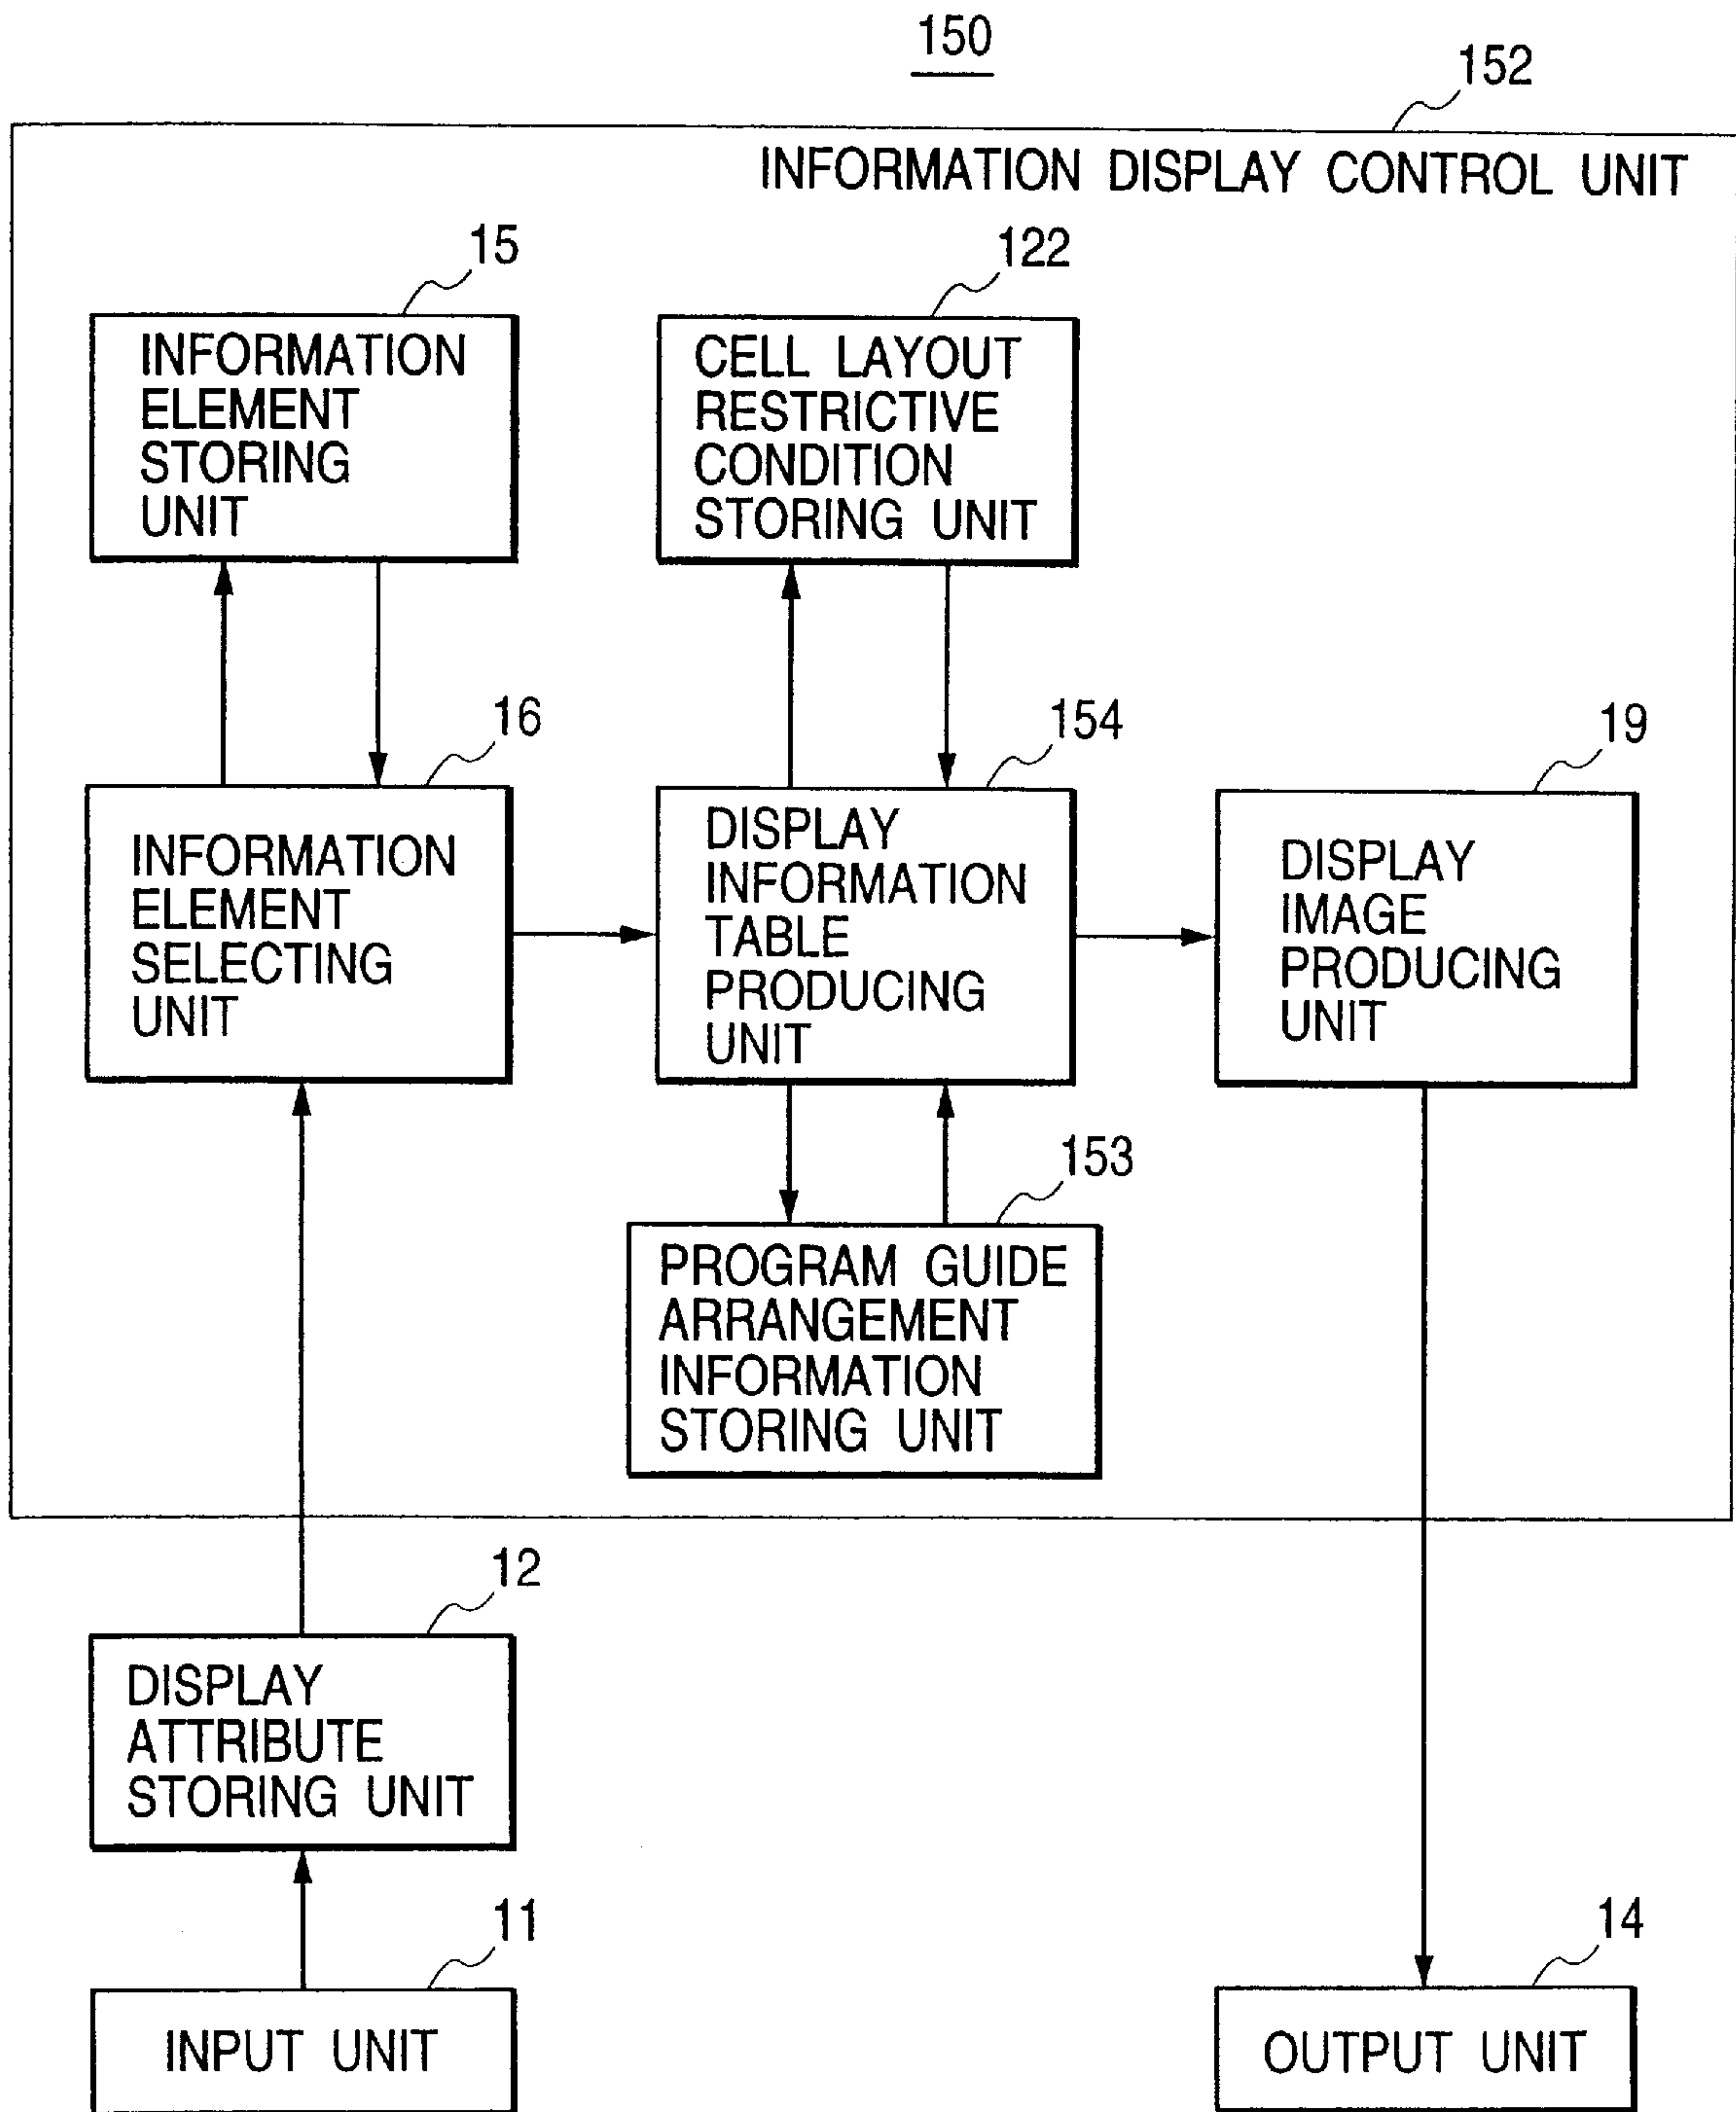 150
152
INFORMATION DISPLAY CONTROL UNIT
15
INFORMATION
ELEMENT
STORING
UNIT
122
CELL LAYOUT
RESTRICTIVE
CONDITION
STORING UNIT
16
INFORMATION
ELEMENT
SELECTING
UNIT
154
DISPLAY
INFORMATION
TABLE
PRODUCING
UNIT
19
DISPLAY
IMAGE
PRODUCING
UNIT
153
PROGRAM GUIDE
ARRANGEMENT
INFORMATION
STORING UNIT
12
DISPLAY
ATTRIBUTE
STORING UNIT
11
INPUT UNIT
14
OUTPUT UNIT